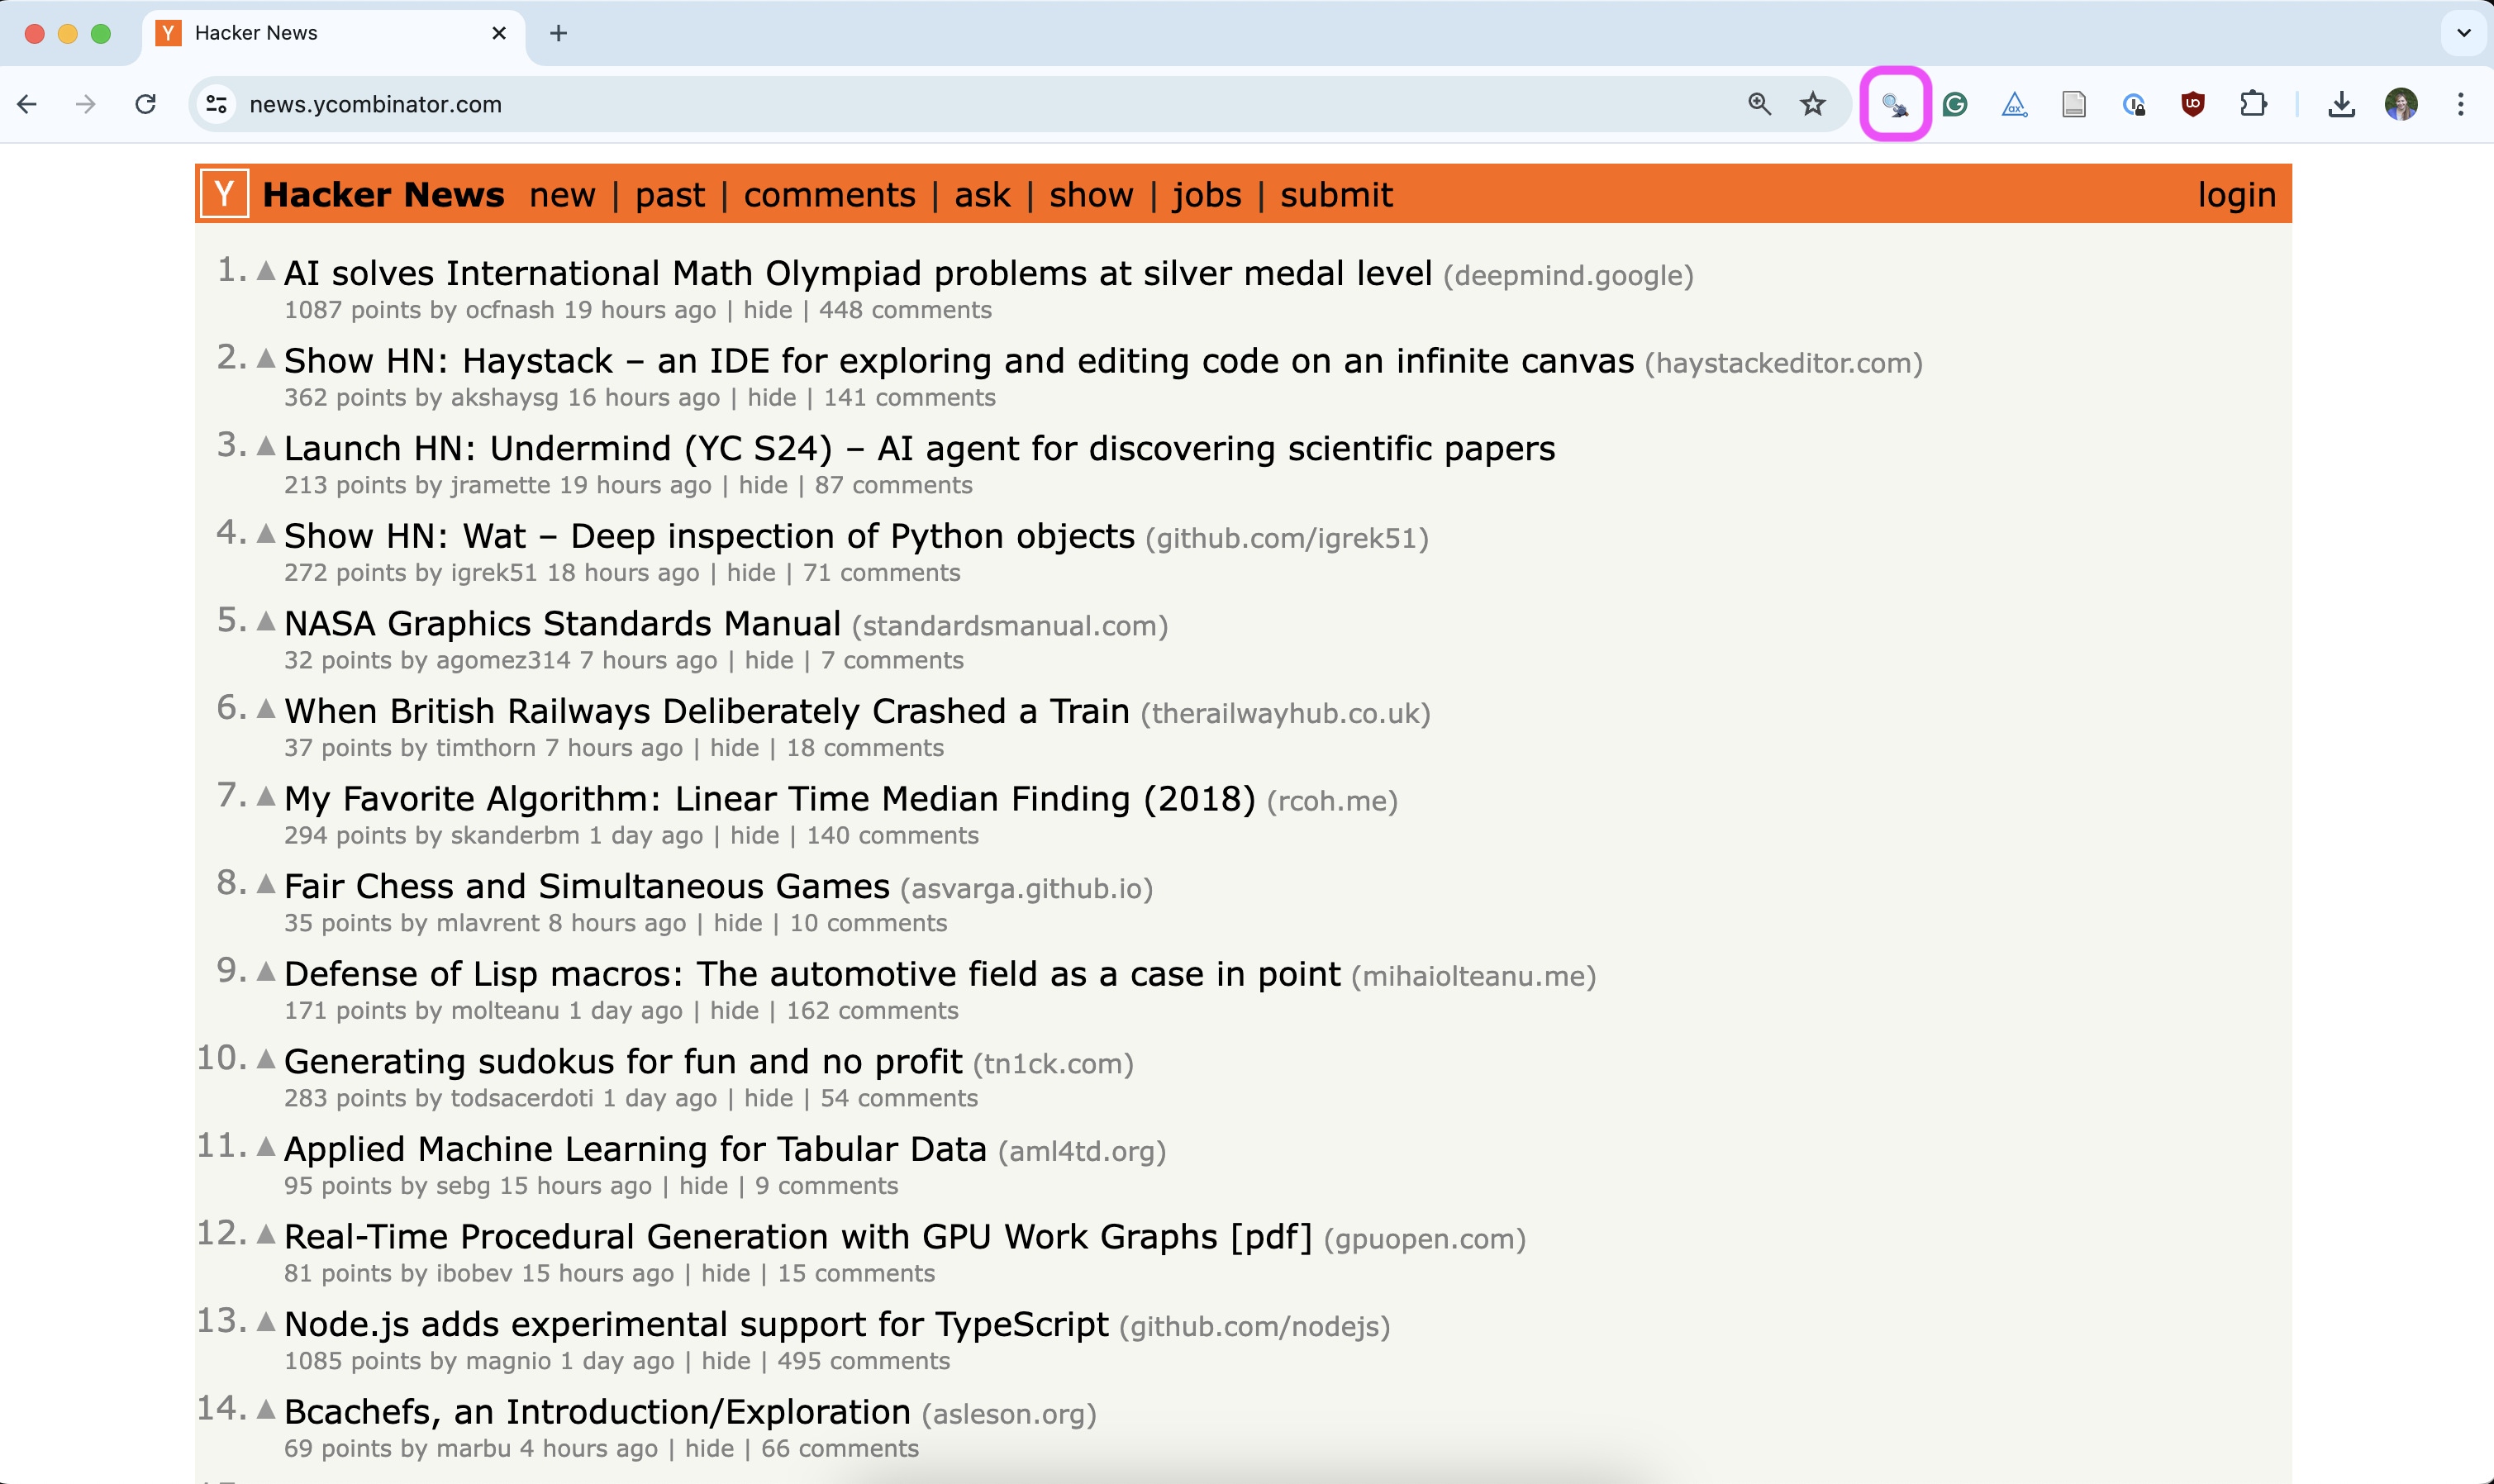 Y Hacker News
news.ycombinator.com
G ax uo
Y Hacker News new | past | comments | ask | show | jobs | submit login
1. AI solves International Math Olympiad problems at silver medal level (deepmind.google)
1087 points by ocfnash 19 hours ago | hide | 448 comments
2. Show HN: Haystack – an IDE for exploring and editing code on an infinite canvas (haystackeditor.com)
362 points by akshaysg 16 hours ago | hide | 141 comments
3. Launch HN: Undermind (YC S24) – AI agent for discovering scientific papers
213 points by jramette 19 hours ago | hide | 87 comments
4. Show HN: Wat – Deep inspection of Python objects (github.com/igrek51)
272 points by igrek51 18 hours ago | hide | 71 comments
5. NASA Graphics Standards Manual (standardsmanual.com)
32 points by agomez314 7 hours ago | hide | 7 comments
6. When British Railways Deliberately Crashed a Train (therailwayhub.co.uk)
37 points by timthorn 7 hours ago | hide | 18 comments
7. My Favorite Algorithm: Linear Time Median Finding (2018) (rcoh.me)
294 points by skanderbm 1 day ago | hide | 140 comments
8. Fair Chess and Simultaneous Games (asvarga.github.io)
35 points by mlavrent 8 hours ago | hide | 10 comments
9. Defense of Lisp macros: The automotive field as a case in point (mihaiolteanu.me)
171 points by molteanu 1 day ago | hide | 162 comments
10. Generating sudokus for fun and no profit (tn1ck.com)
283 points by todsacerdoti 1 day ago | hide | 54 comments
11. Applied Machine Learning for Tabular Data (aml4td.org)
95 points by sebg 15 hours ago | hide | 9 comments
12. Real-Time Procedural Generation with GPU Work Graphs [pdf] (gpuopen.com)
81 points by ibobev 15 hours ago | hide | 15 comments
13. Node.js adds experimental support for TypeScript (github.com/nodejs)
1085 points by magnio 1 day ago | hide | 495 comments
14. Bcachefs, an Introduction/Exploration (asleson.org)
69 points by marbu 4 hours ago | hide | 66 comments